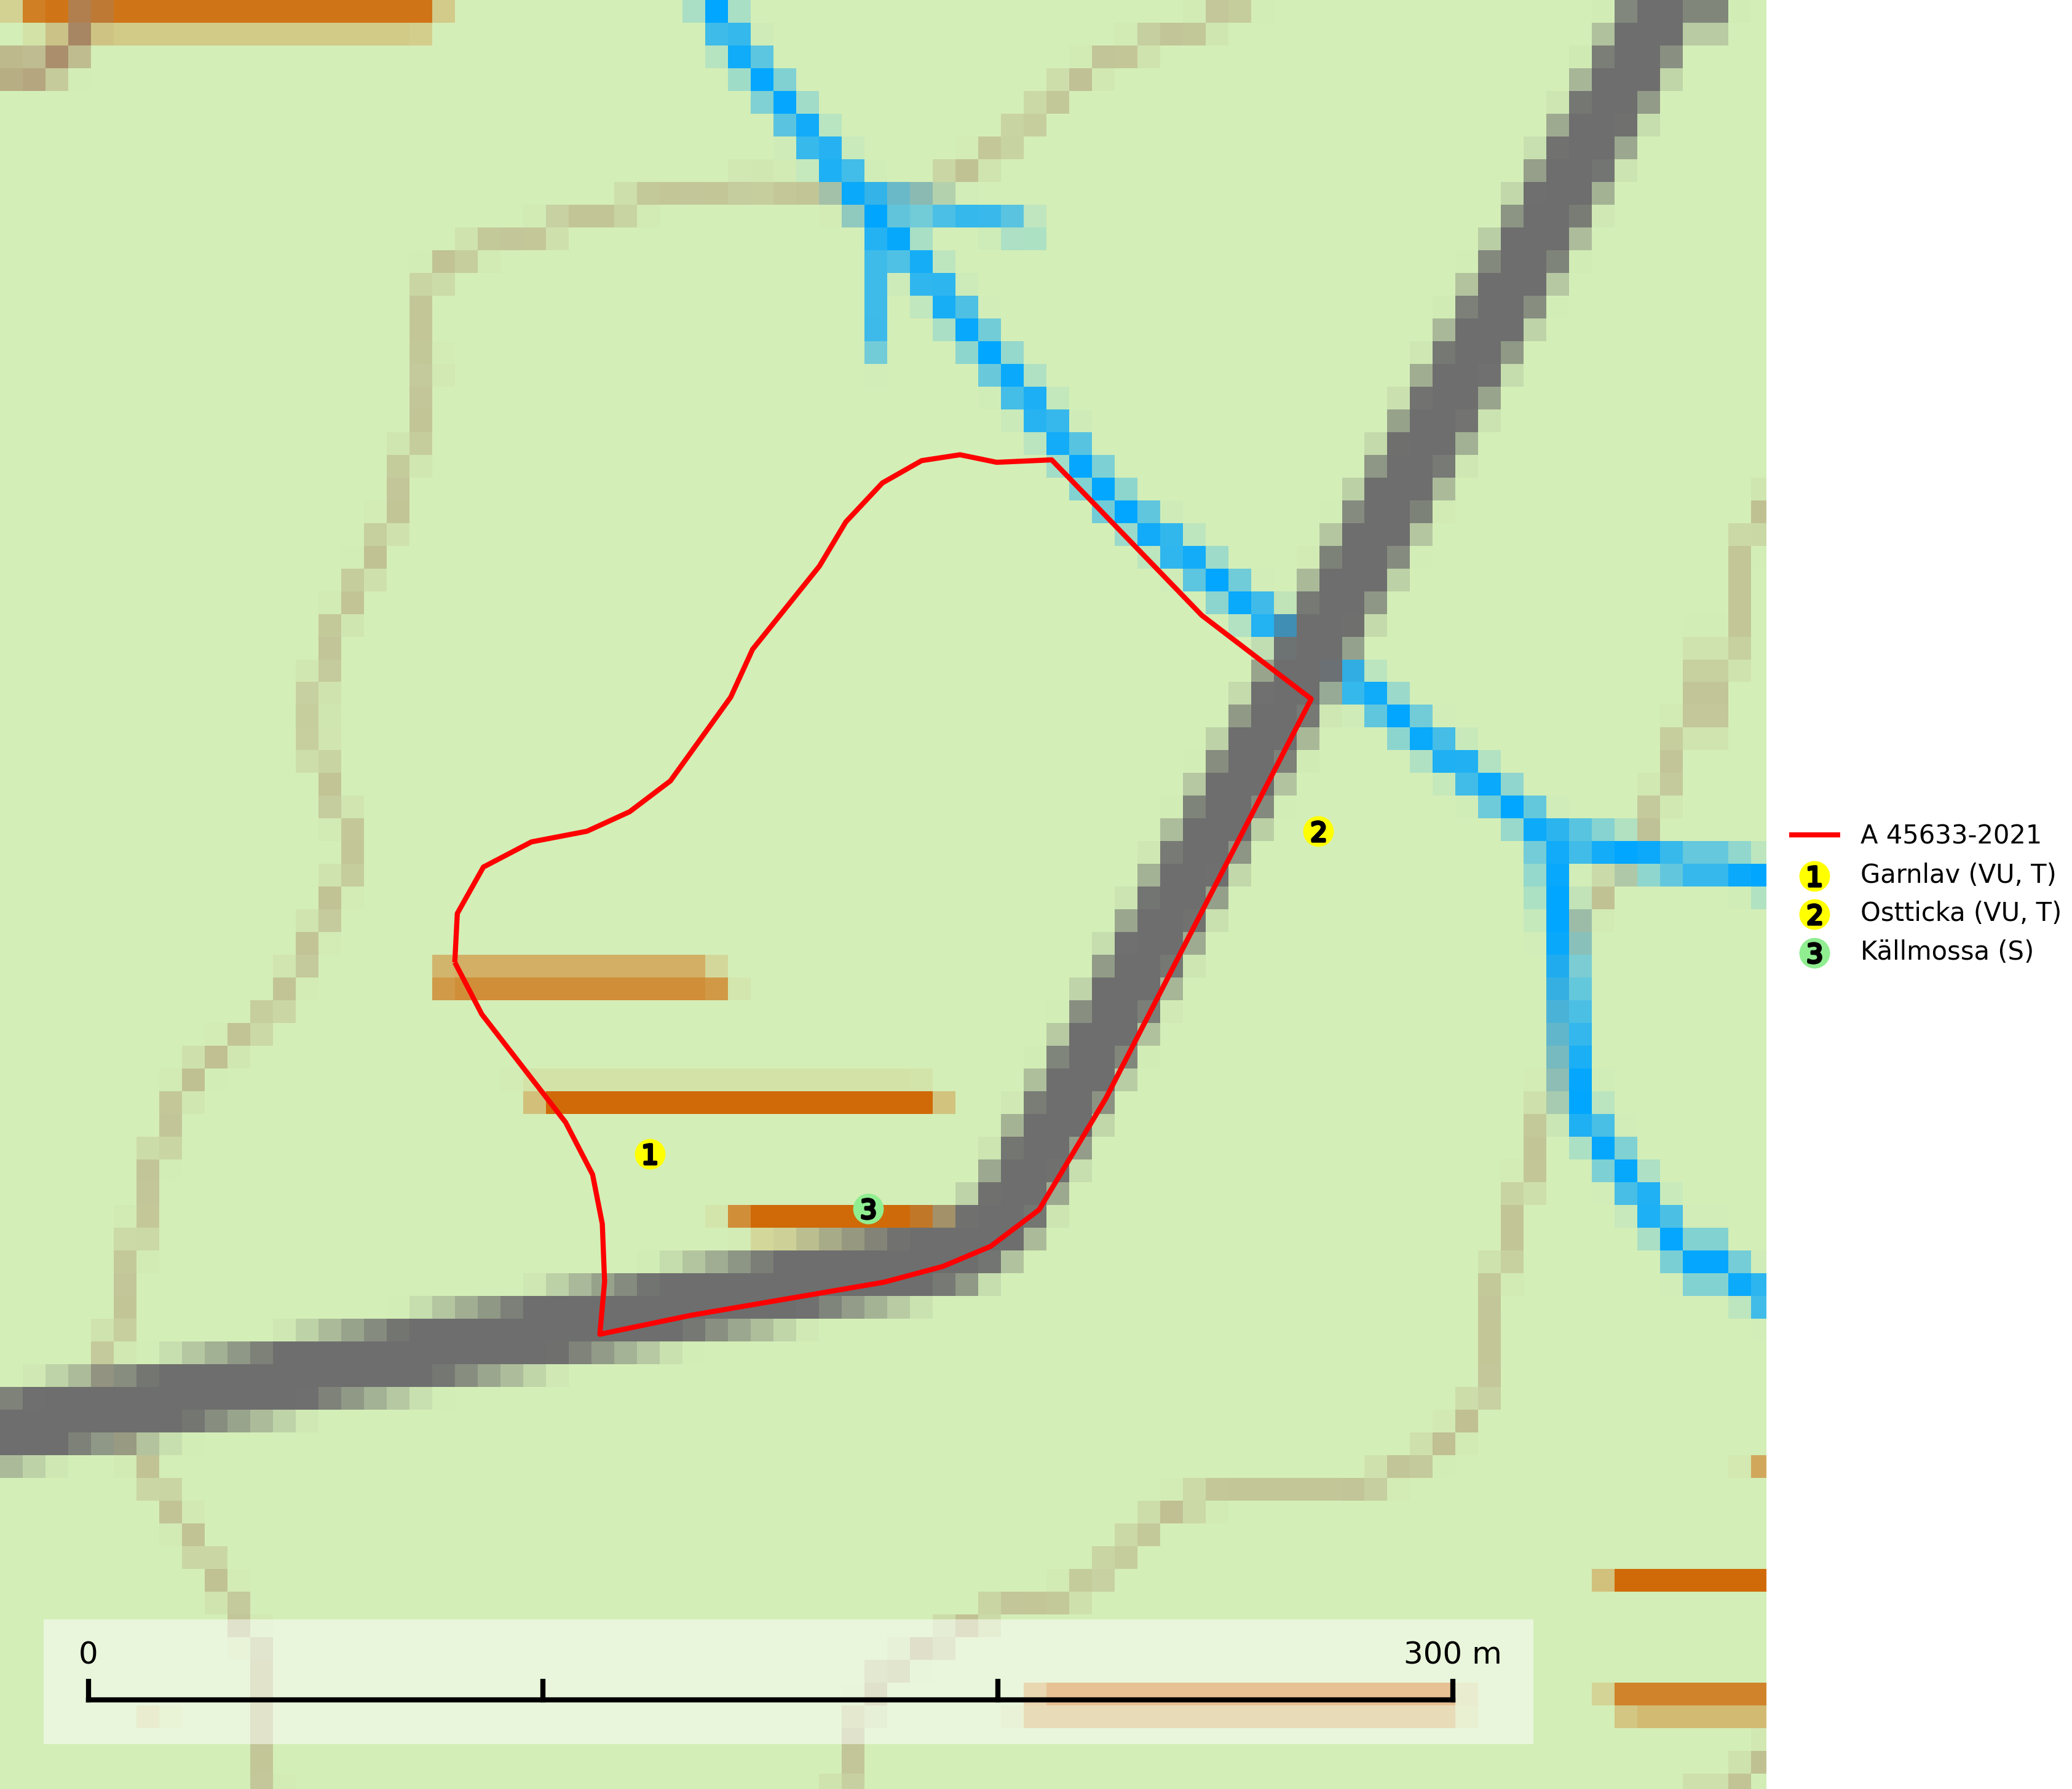 2
A 45633-2021
1 Garnlav (VU, T)
2 Ostticka (VU, T)
3 Källmossa (S)
1
3
0 300 m